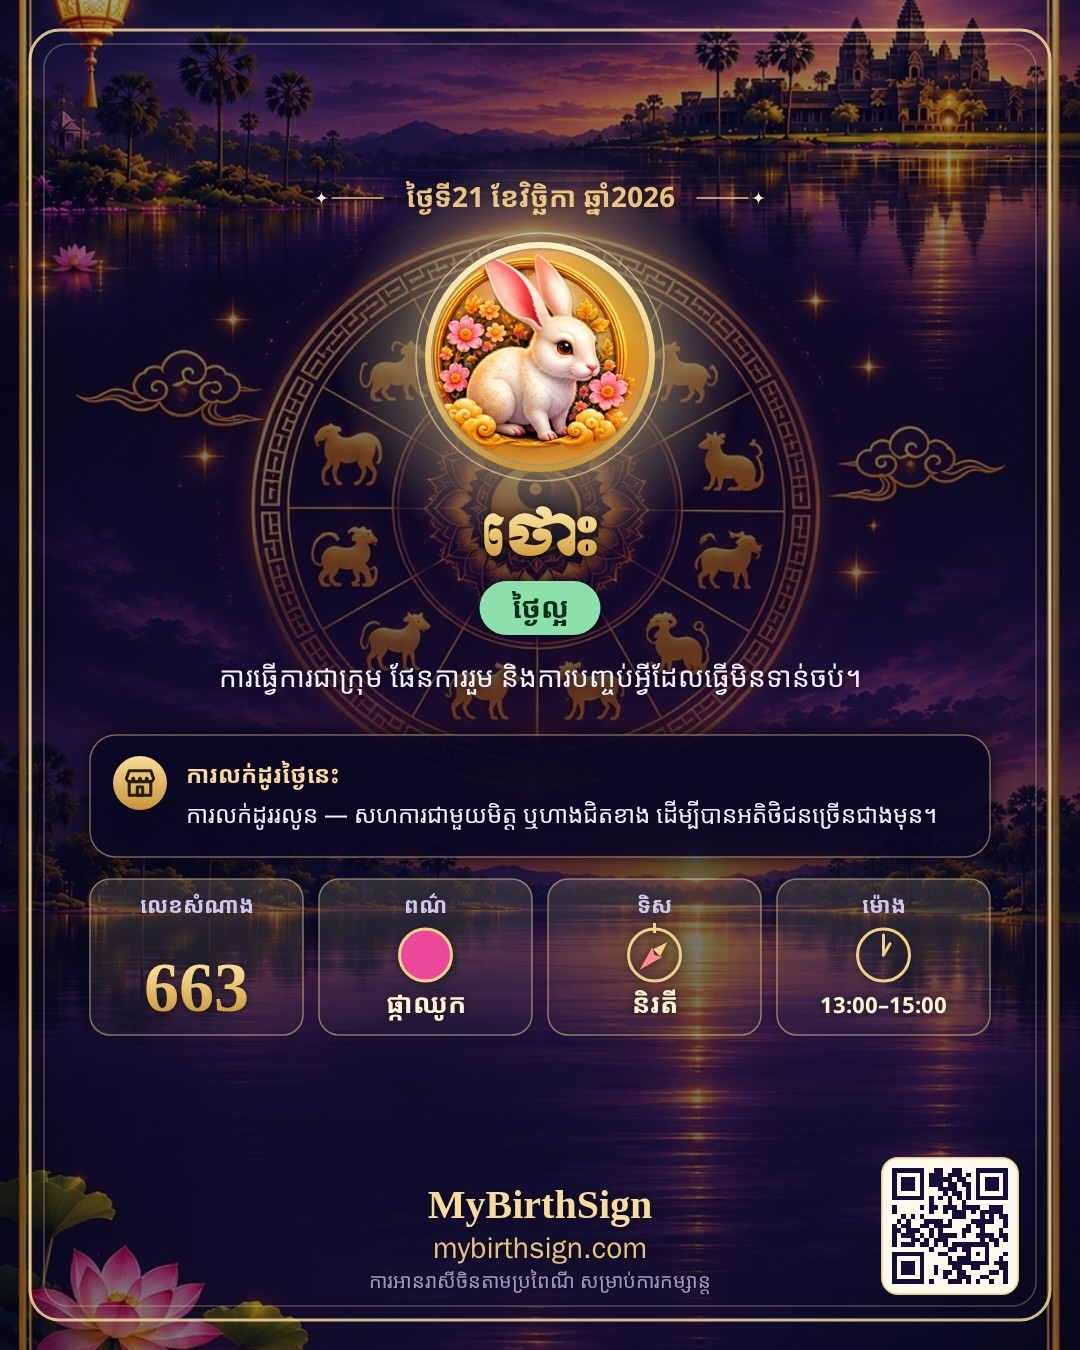 ថ្ងៃទី21 ខែវិច្ឆិកា ឆ្នាំ2026
ថោះ
ថ្ងៃល្អ
ការធ្វើការជាក្រុម ផែនការរួម និងការបញ្ចប់អ្វីដែលធ្វើមិនទាន់ចប់។
ការលក់ដូរថ្ងៃនេះ
ការលក់ដូររលូន — សហការជាមួយមិត្ត ឬហាងជិតខាង ដើម្បីបានអតិថិជនច្រើនជាងមុន។
លេខសំណាង
663
ពណ៌
ផ្កាឈូក
ទិស
និរតី
ម៉ោង
13:00–15:00
MyBirthSign
mybirthsign.com
ការអានរាសីចិនតាមប្រពៃណី សម្រាប់ការកម្សាន្ត